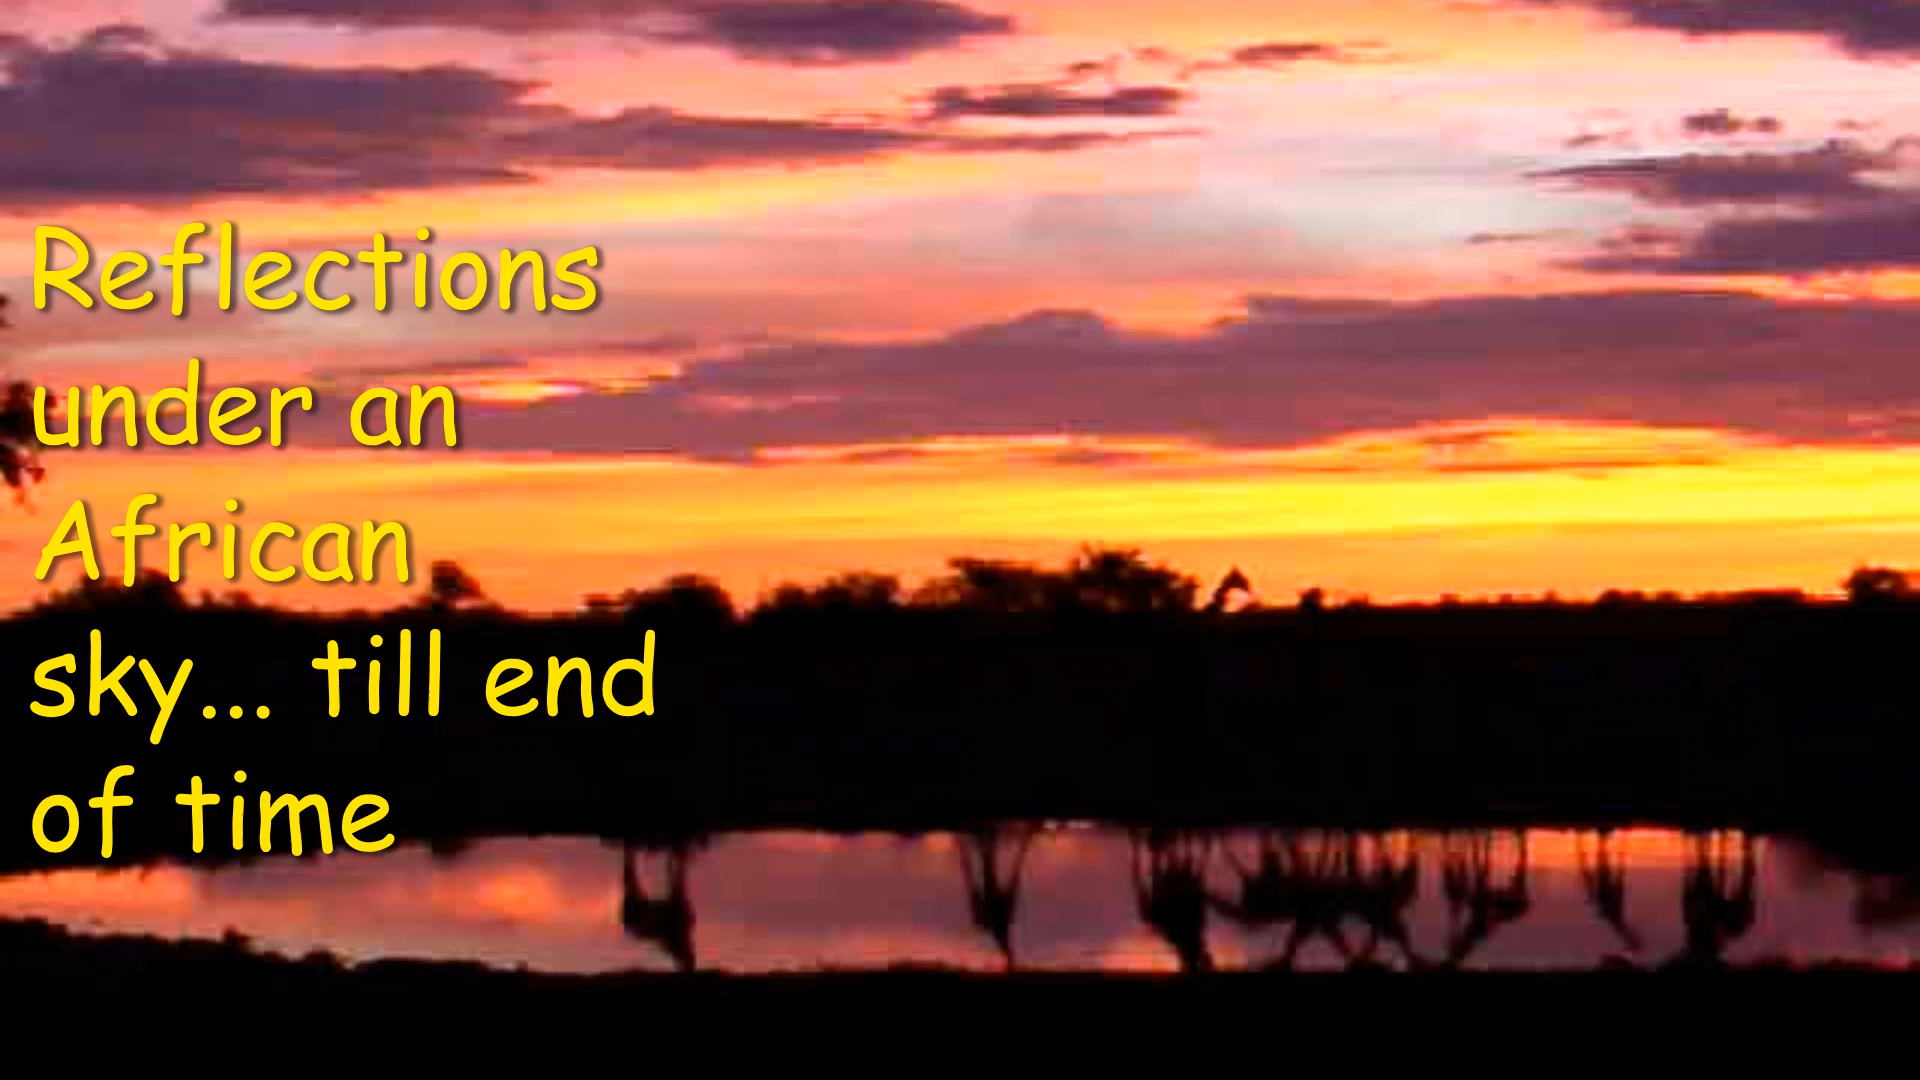 Reflections
under an
African
sky... till end
of time